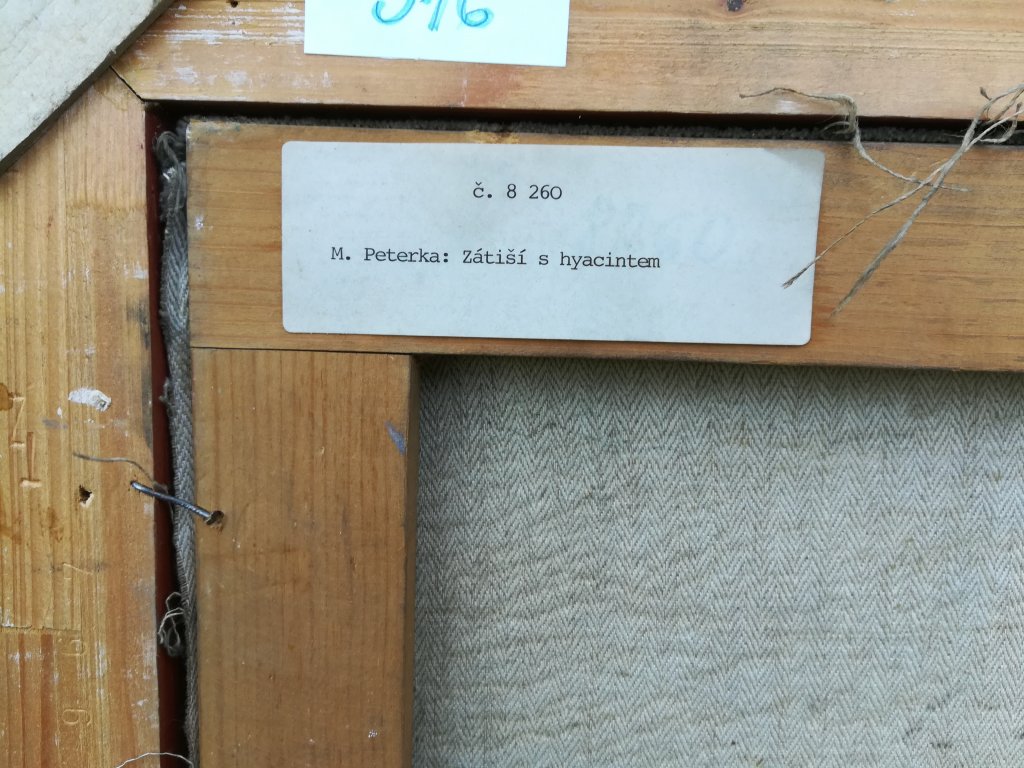 č. 8 260
M. Peterka: Zátiší s hyacintem